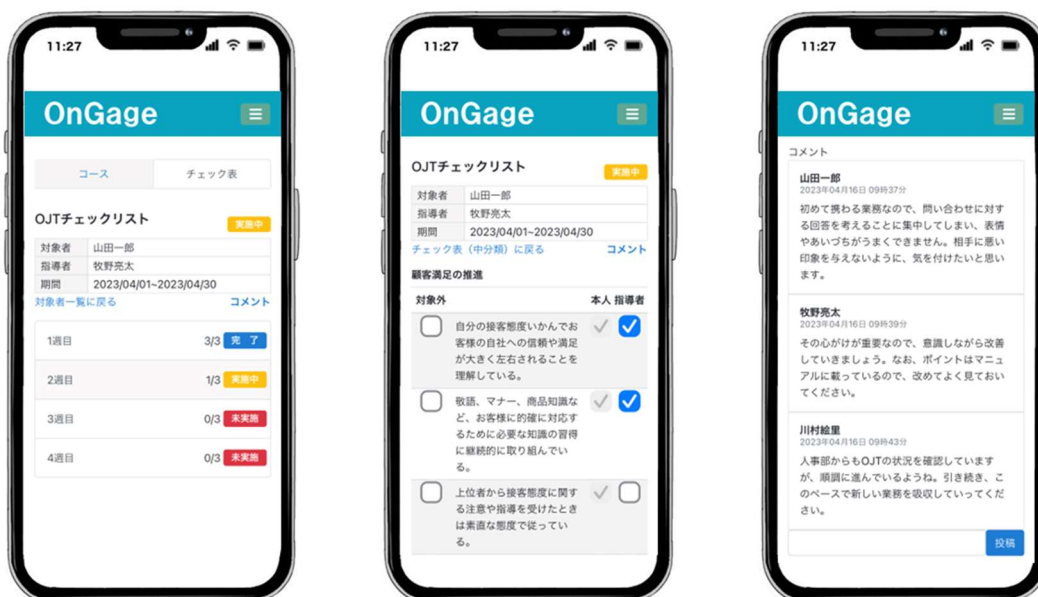 11:27
OnGage
コース
チェック表
OJTチェックリスト
実施中
対象者 山田一郎
指導者 牧野亮太
期間 2023/04/01~2023/04/30
対象者一覧に戻る コメント
1週目 3/3 完 了
2週目 1/3 実施中
3週目 0/3 未実施
4週目 0/3 未実施
11:27
OnGage
OJTチェックリスト
実施中
対象者 山田一郎
指導者 牧野亮太
期間 2023/04/01~2023/04/30
チェック表（中分類）に戻る コメント
顧客満足の推進
対象外 本人 指導者
自分の接客態度いかんでお
客様の自社への信頼や満足
が大きく左右されることを
理解している。
敬語、マナー、商品知識な
ど、お客様に的確に対応す
るために必要な知識の習得
に継続的に取り組んでい
る。
上位者から接客態度に関す
る注意や指導を受けたとき
は素直な態度で従ってい
る。
11:27
OnGage
コメント
山田一郎
2023年04月16日 09時37分
初めて携わる業務なので、問い合わせに対す
る回答を考えることに集中してしまい、表情
やあいづちがうまくできません。相手に悪い
印象を与えないように、気を付けたいと思い
ます。
牧野亮太
2023年04月16日 09時39分
その心がけが重要なので、意識しながら改善
していきましょう。なお、ポイントはマニュ
アルに載っているので、改めてよく見ておい
てください。
川村絵里
2023年04月16日 09時43分
人事部からもOJTの状況を確認しています
が、順調に進んでいるようね。引き続き、こ
のペースで新しい業務を吸収していってくだ
さい。
投稿